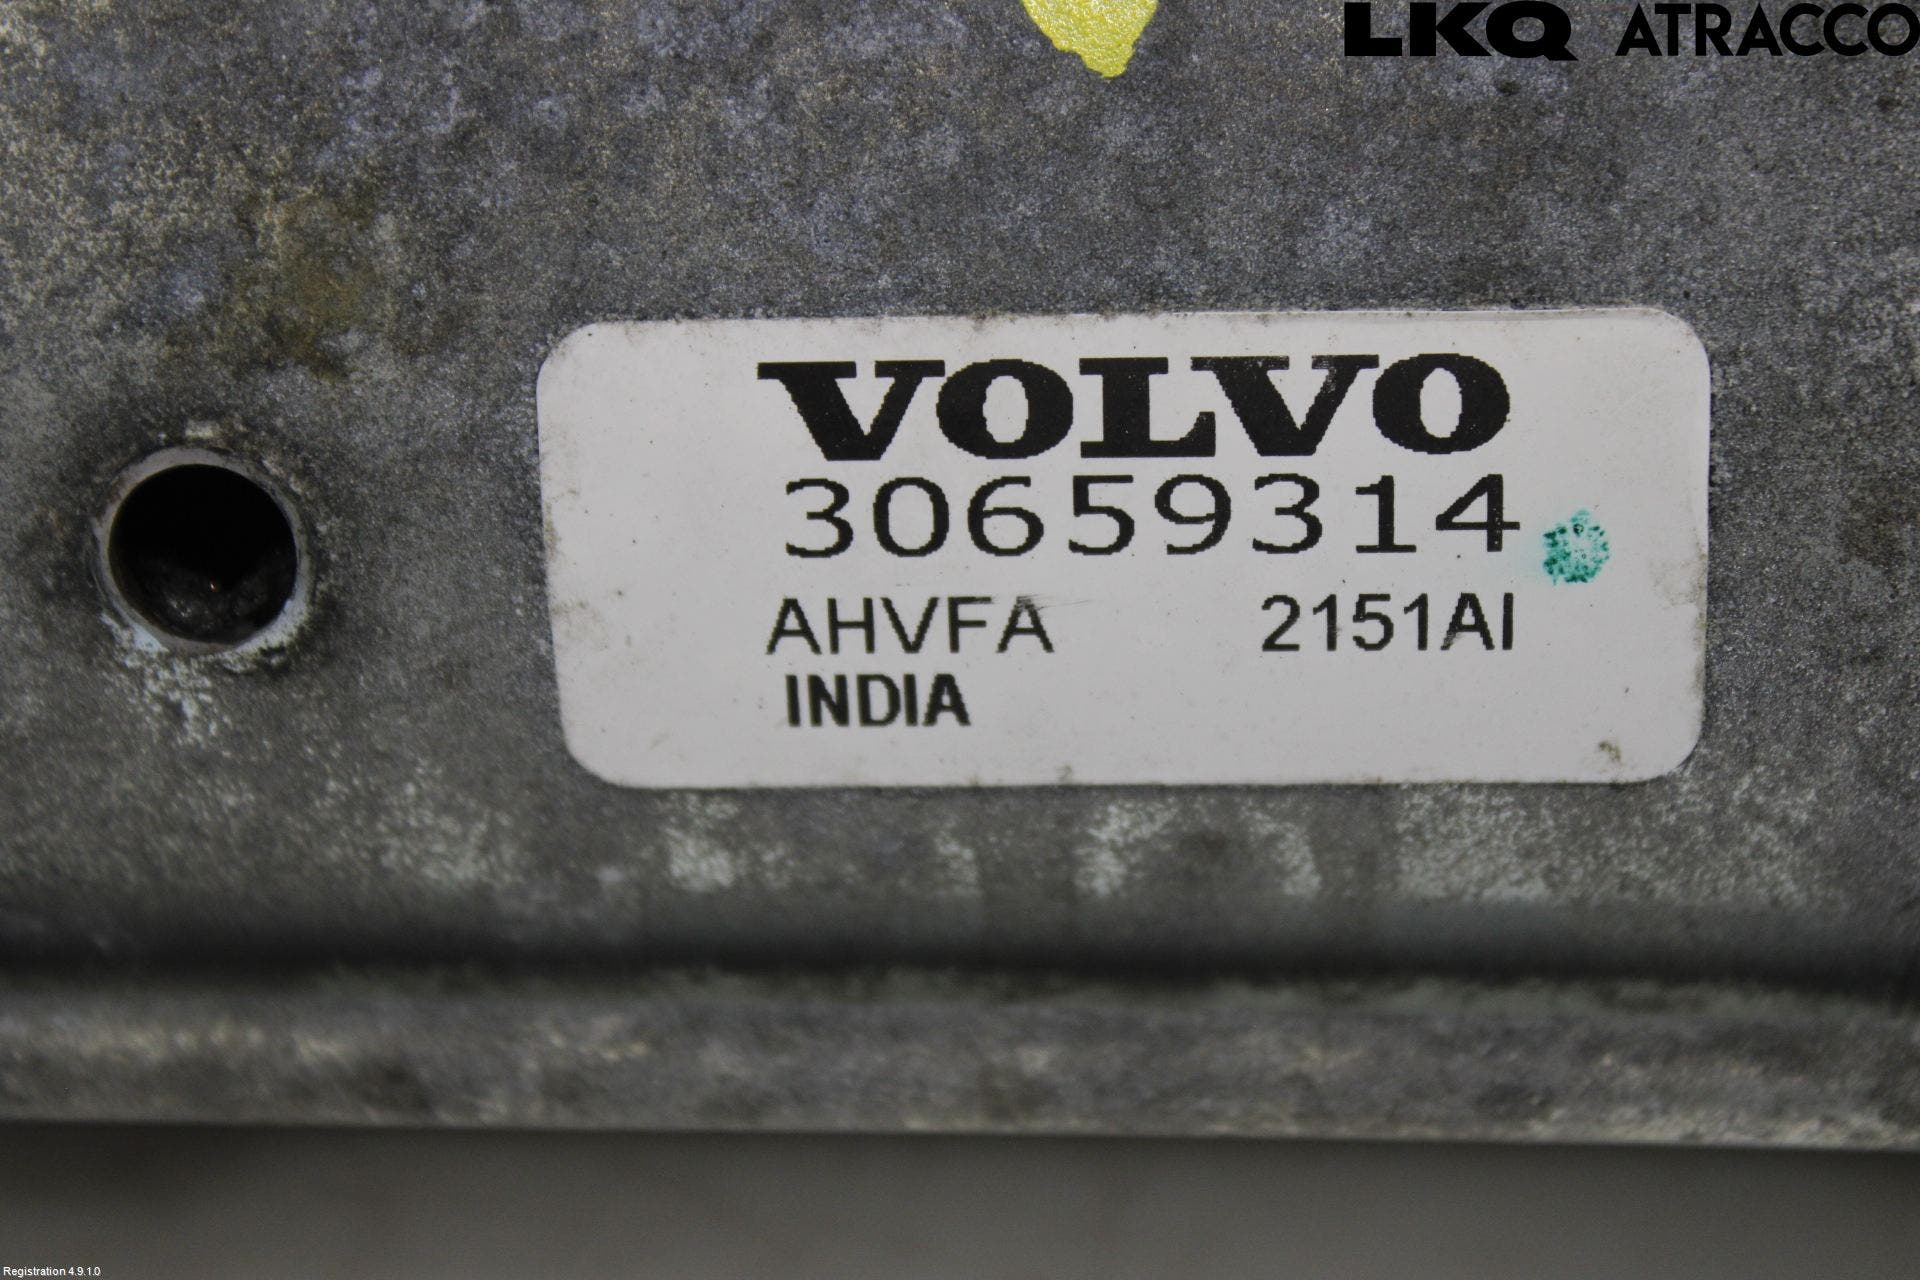 LKQ ATRACCO
VOLVO
30659314
AHVFA 2151AI
INDIA
Registration 4.9.1.0